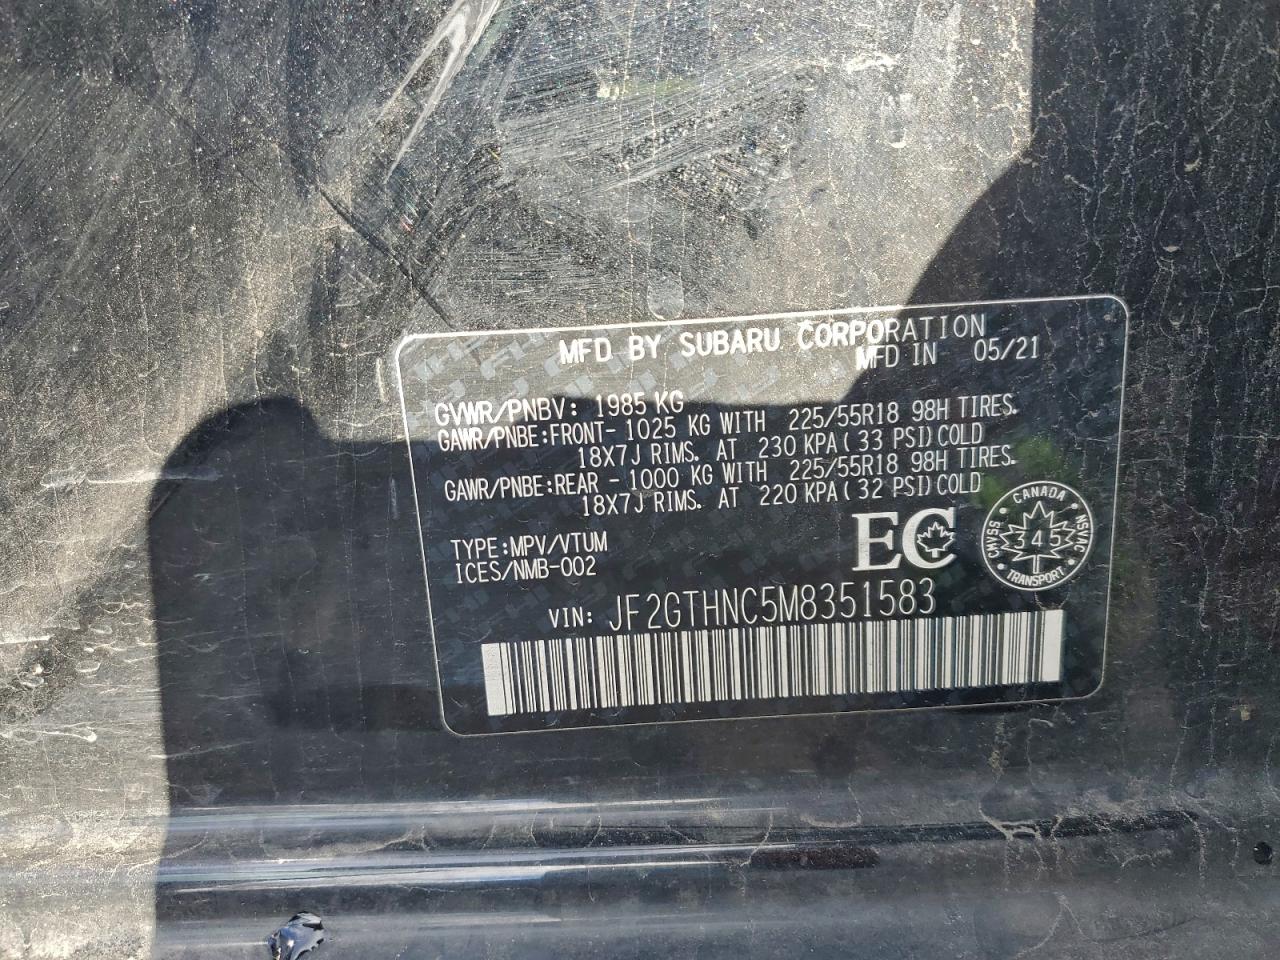 MFD BY SUBARU CORPORATION
MFD IN 05/21
GVWR/PNBV: 1985 KG
GAWR/PNBE:FRONT- 1025 KG WITH 225/55R18 98H TIRES.
18X7J RIMS. AT 230 KPA(33 PSI)COLD
GAWR/PNBE:REAR - 1000 KG WITH 225/55R18 98H TIRES.
18X7J RIMS. AT 220 KPA(32 PSI)COLD
TYPE:MPV/VTUM
ICES/NMB-002
EC
CANADA
CMVSS 345 NSVAC
TRANSPORT
VIN: JF2GTHNC5M8351583